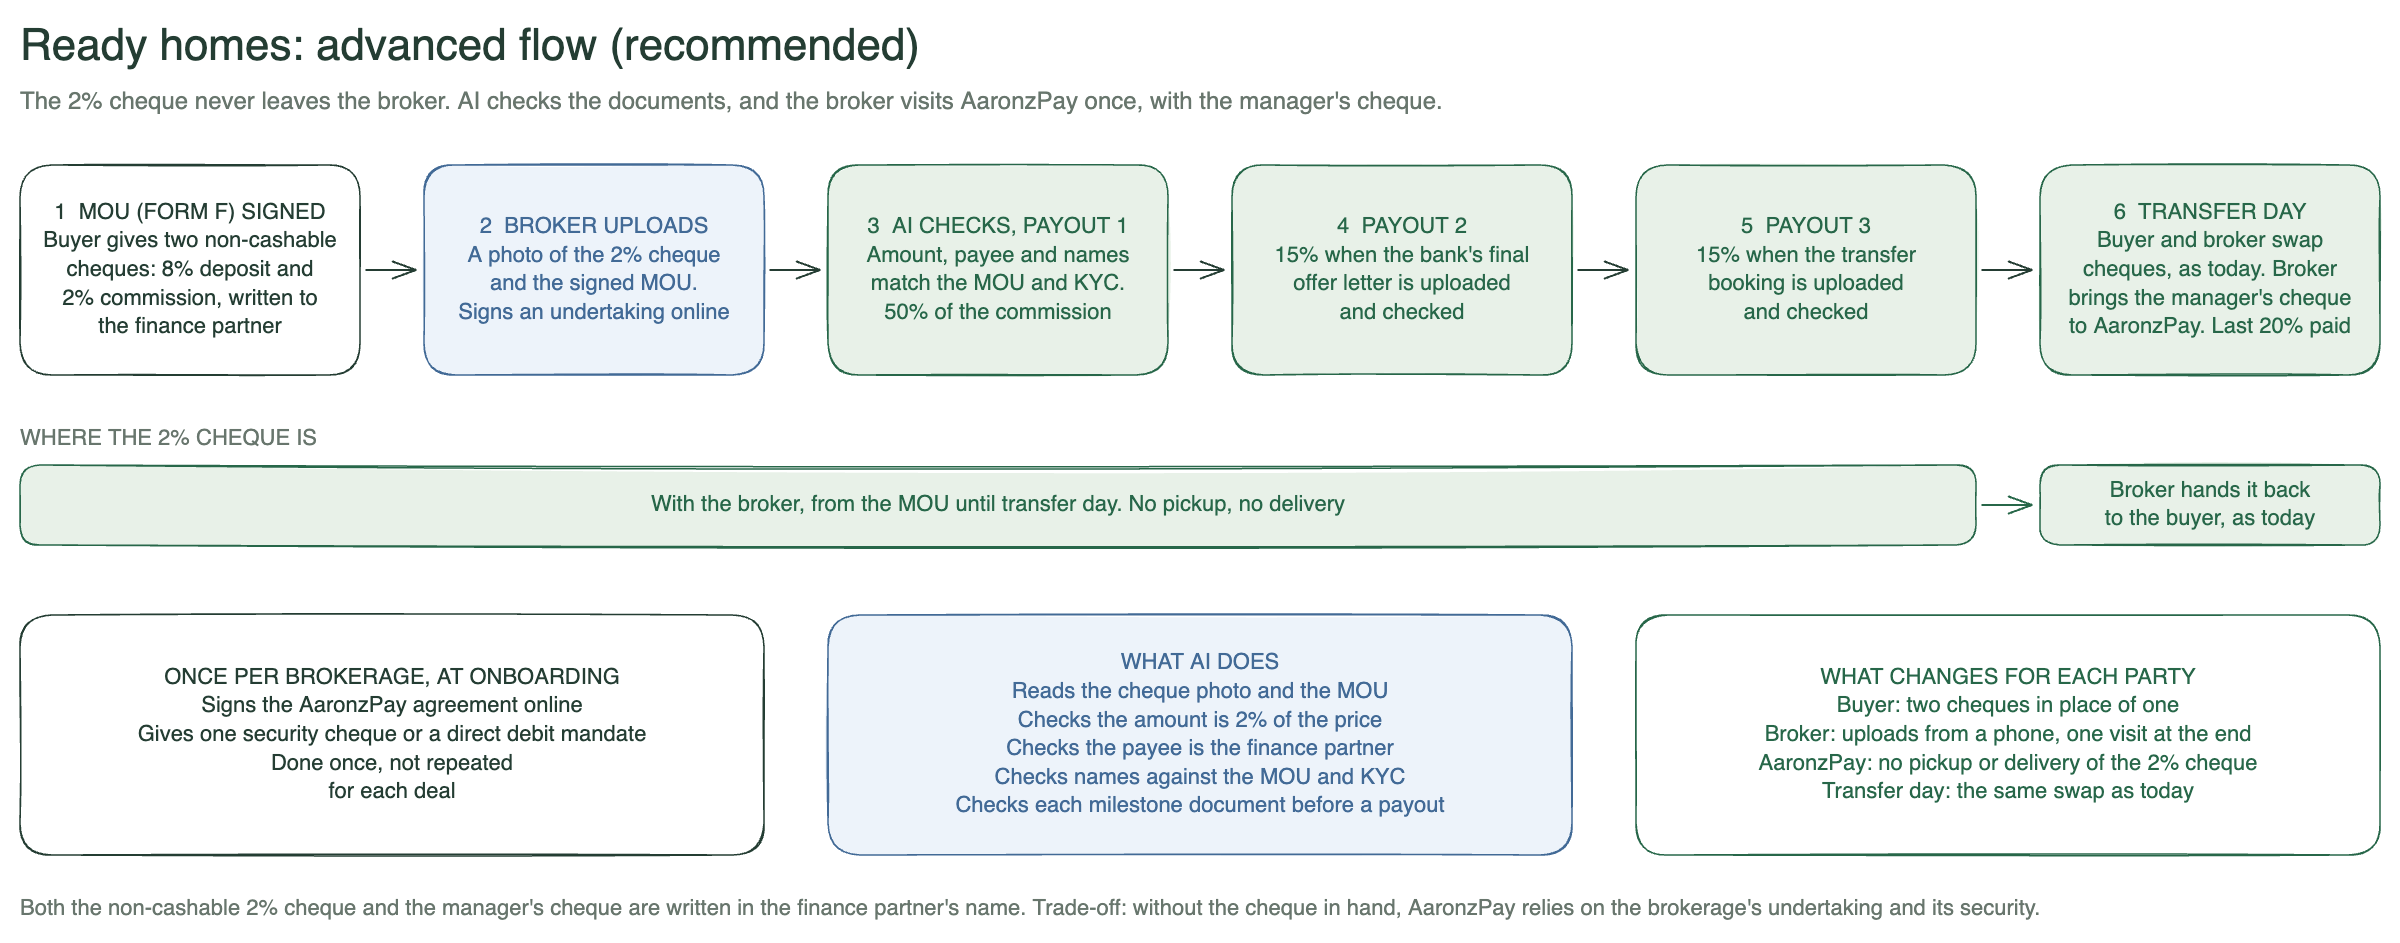 Ready homes: advanced flow (recommended)
The 2% cheque never leaves the broker. AI checks the documents, and the broker visits AaronzPay once, with the manager's cheque.
1 MOU (FORM F) SIGNED
Buyer gives two non-cashable
cheques: 8% deposit and
2% commission, written to
the finance partner
2 BROKER UPLOADS
A photo of the 2% cheque
and the signed MOU.
Signs an undertaking online
3 AI CHECKS, PAYOUT 1
Amount, payee and names
match the MOU and KYC.
50% of the commission
4 PAYOUT 2
15% when the bank's final
offer letter is uploaded
and checked
5 PAYOUT 3
15% when the transfer
booking is uploaded
and checked
6 TRANSFER DAY
Buyer and broker swap
cheques, as today. Broker
brings the manager's cheque
to AaronzPay. Last 20% paid
WHERE THE 2% CHEQUE IS
With the broker, from the MOU until transfer day. No pickup, no delivery
Broker hands it back
to the buyer, as today
ONCE PER BROKERAGE, AT ONBOARDING
Signs the AaronzPay agreement online
Gives one security cheque or a direct debit mandate
Done once, not repeated
for each deal
WHAT AI DOES
Reads the cheque photo and the MOU
Checks the amount is 2% of the price
Checks the payee is the finance partner
Checks names against the MOU and KYC
Checks each milestone document before a payout
WHAT CHANGES FOR EACH PARTY
Buyer: two cheques in place of one
Broker: uploads from a phone, one visit at the end
AaronzPay: no pickup or delivery of the 2% cheque
Transfer day: the same swap as today
Both the non-cashable 2% cheque and the manager's cheque are written in the finance partner's name. Trade-off: without the cheque in hand, AaronzPay relies on the brokerage's undertaking and its security.